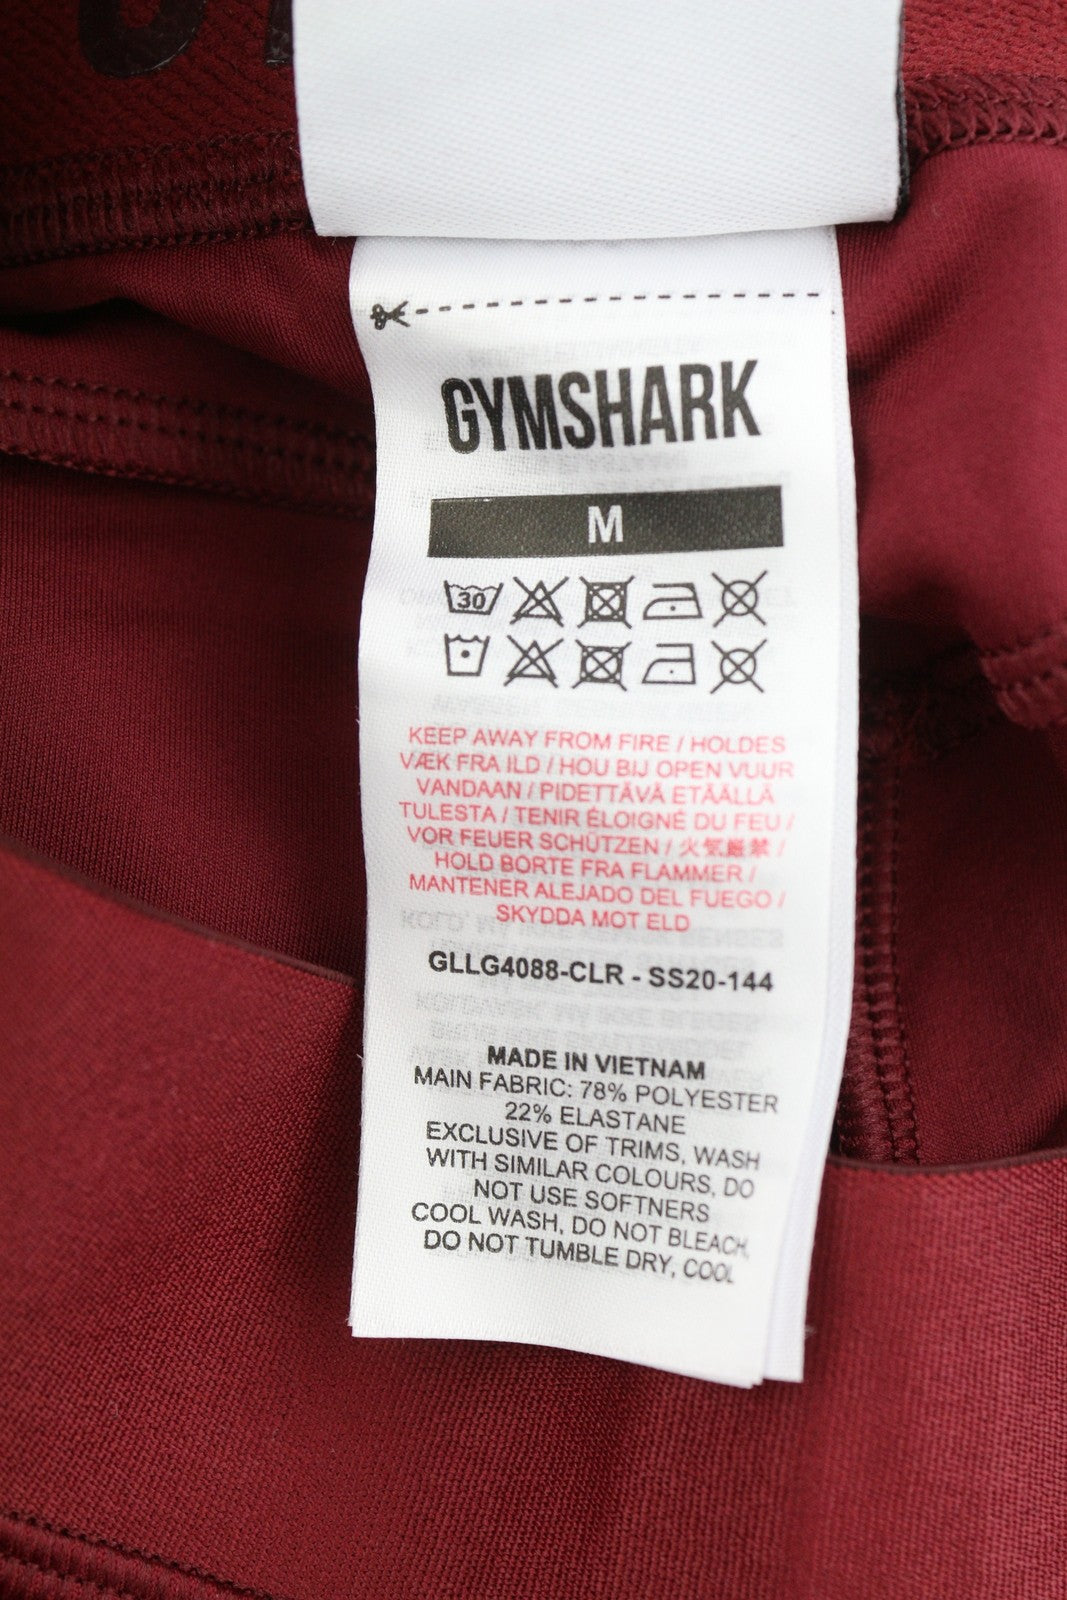 GYMSHARK
M
30
KEEP AWAY FROM FIRE / HOLDES
VÆK FRA ILD / HOU BIJ OPEN VUUR
VANDAAN / PIDETTÄVÄ ETÄÄLLÄ
TULESTA / TENIR ÉLOIGNÉ DU FEU /
VOR FEUER SCHÜTZEN / 火気厳禁 /
HOLD BORTE FRA FLAMMER /
MANTENER ALEJADO DEL FUEGO /
SKYDDA MOT ELD
GLLG4088-CLR - SS20-144
MADE IN VIETNAM
MAIN FABRIC: 78% POLYESTER
22% ELASTANE
EXCLUSIVE OF TRIMS, WASH
WITH SIMILAR COLOURS, DO
NOT USE SOFTNERS
COOL WASH, DO NOT BLEACH,
DO NOT TUMBLE DRY, COOL